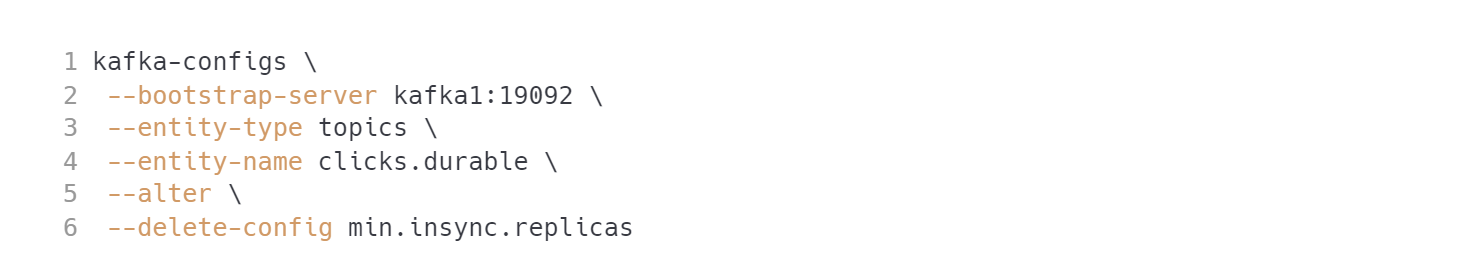 1 kafka-configs \
2 --bootstrap-server kafka1:19092 \
3 --entity-type topics \
4 --entity-name clicks.durable \
5 --alter \
6 --delete-config min.insync.replicas